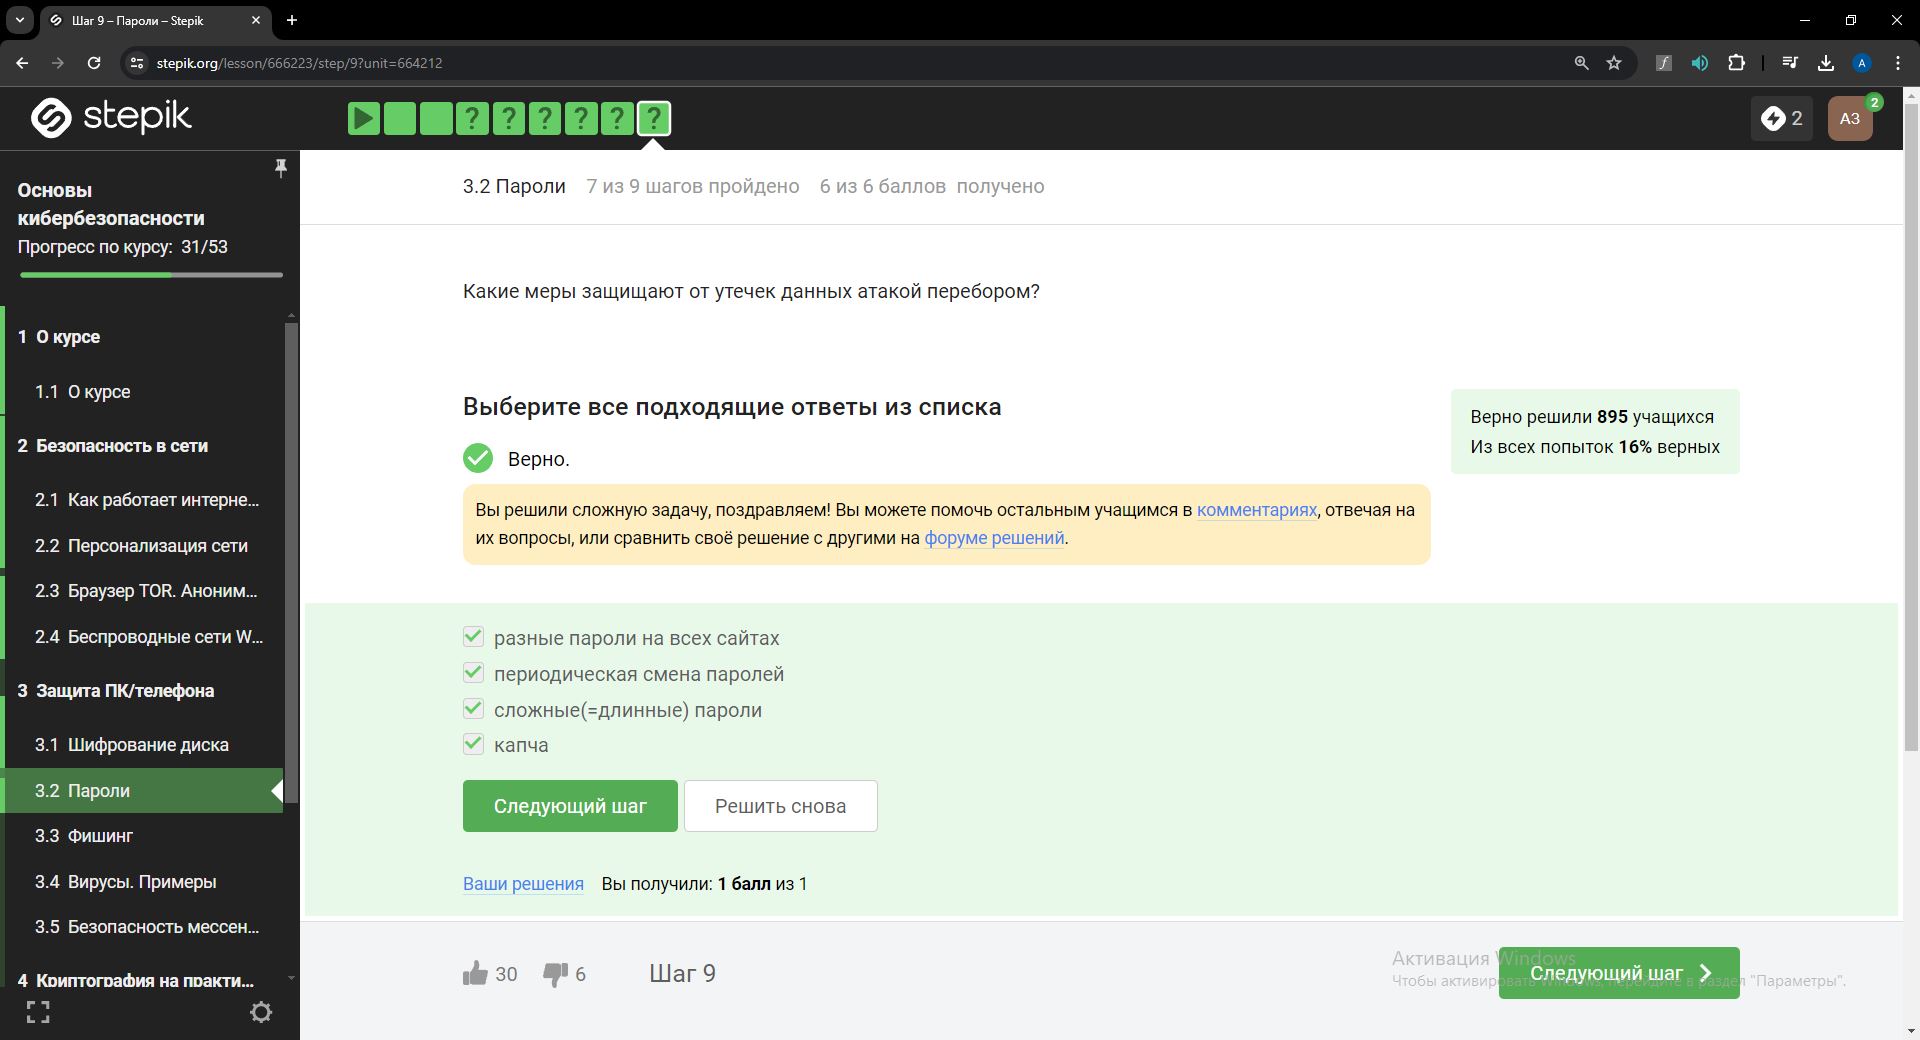 Шаг 9 – Пароли – Stepik
stepik.org/lesson/666223/step/9?unit=664212
A
stepik
? ? ? ? ? ?
2
А3
2
Основы
кибербезопасности
Прогресс по курсу: 31/53
1 О курсе
1.1 О курсе
2 Безопасность в сети
2.1 Как работает интерне...
2.2 Персонализация сети
2.3 Браузер TOR. Аноним...
2.4 Беспроводные сети W...
3 Защита ПК/телефона
3.1 Шифрование диска
3.2 Пароли
3.3 Фишинг
3.4 Вирусы. Примеры
3.5 Безопасность мессен...
4 Криптография на практи...
3.2 Пароли 7 из 9 шагов пройдено 6 из 6 баллов получено
Какие меры защищают от утечек данных атакой перебором?
Выберите все подходящие ответы из списка
Верно.
Вы решили сложную задачу, поздравляем! Вы можете помочь остальным учащимся в комментариях, отвечая на
их вопросы, или сравнить своё решение с другими на форуме решений.
Верно решили 895 учащихся
Из всех попыток 16% верных
разные пароли на всех сайтах
периодическая смена паролей
сложные(=длинные) пароли
капча
Следующий шаг
Решить снова
Ваши решения Вы получили: 1 балл из 1
30
6
Шаг 9
Следующий шаг
Активация Windows
Чтобы активировать Windows, перейдите в раздел "Параметры".